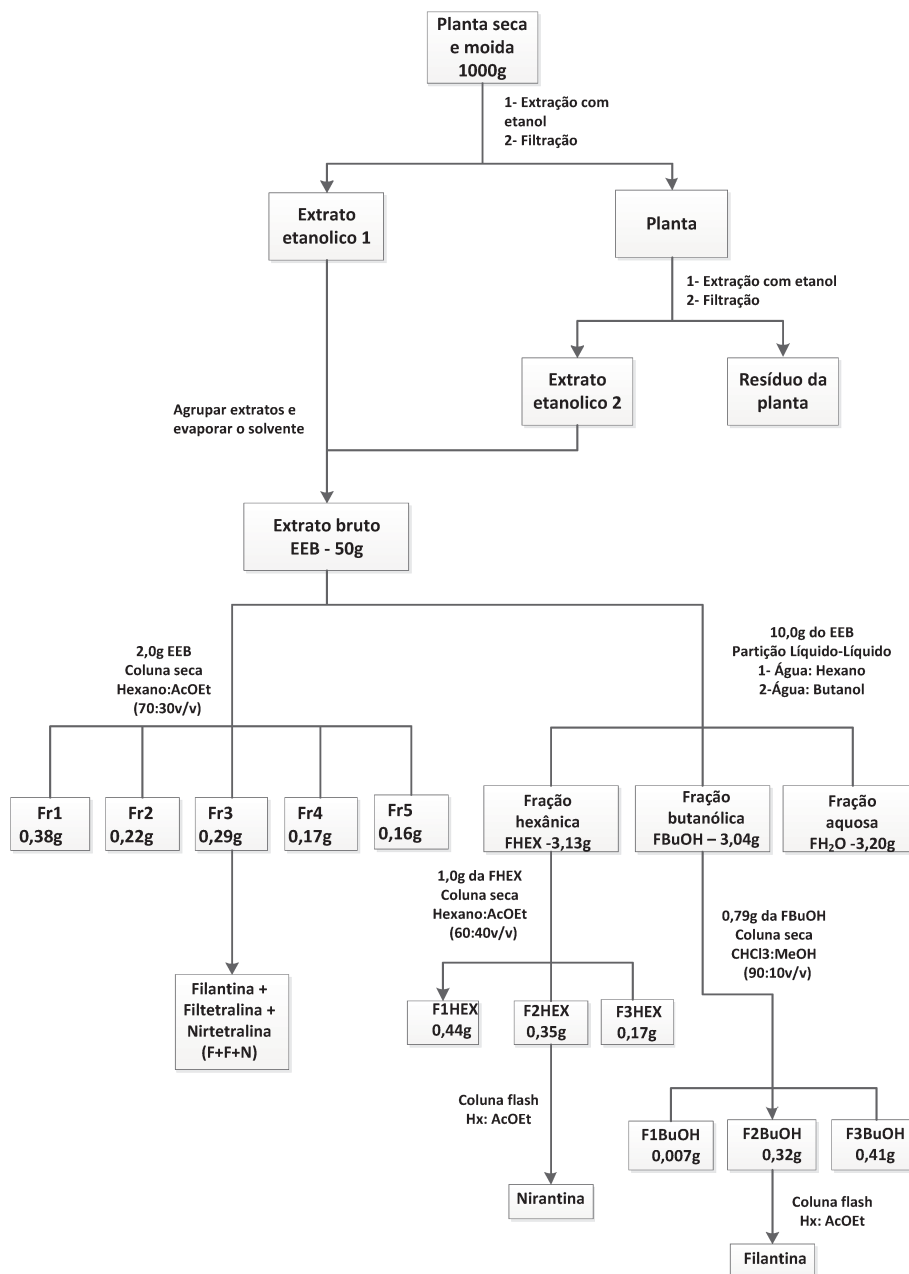 Planta seca
e moida
1000g
1- Extração com
etanol
2- Filtração
Extrato
etanolico 1
Planta
1- Extração com etanol
2- Filtração
Extrato
etanolico 2
Resíduo da
planta
Agrupar extratos e
evaporar o solvente
Extrato bruto
EEB - 50g
2,0g EEB
Coluna seca
Hexano:AcOEt
(70:30v/v)
10,0g do EEB
Partição Líquido-Líquido
1- Água: Hexano
2-Água: Butanol
Fr1
0,38g
Fr2
0,22g
Fr3
0,29g
Fr4
0,17g
Fr5
0,16g
Fração
hexânica
FHEX -3,13g
Fração
butanólica
FBuOH – 3,04g
Fração
aquosa
FH₂O -3,20g
1,0g da FHEX
Coluna seca
Hexano:AcOEt
(60:40v/v)
0,79g da FBuOH
Coluna seca
CHCl3:MeOH
(90:10v/v)
Filantina +
Filtetralina +
Nirtetralina
(F+F+N)
F1HEX
0,44g
F2HEX
0,35g
F3HEX
0,17g
Coluna flash
Hx: AcOEt
F1BuOH
0,007g
F2BuOH
0,32g
F3BuOH
0,41g
Nirantina
Coluna flash
Hx: AcOEt
Filantina